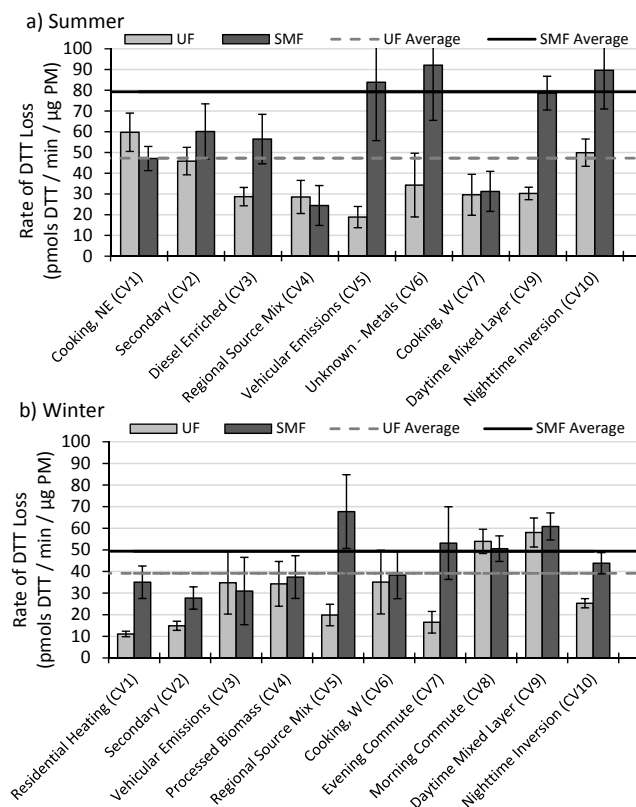 a) Summer
UF SMF UF Average SMF Average
Rate of DTT Loss
(pmols DTT / min / µg PM)
100
90
80
70
60
50
40
30
20
10
0
Cooking, NE (CV1)
Secondary (CV2)
Diesel Enriched (CV3)
Regional Source Mix (CV4)
Vehicular Emissions (CV5)
Unknown - Metals (CV6)
Cooking, W (CV7)
Daytime Mixed Layer (CV9)
Nighttime Inversion (CV10)
b) Winter
UF SMF UF Average SMF Average
Rate of DTT Loss
(pmols DTT / min / µg PM)
100
90
80
70
60
50
40
30
20
10
0
Residential Heating (CV1)
Secondary (CV2)
Vehicular Emissions (CV3)
Processed Biomass (CV4)
Regional Source Mix (CV5)
Cooking, W (CV6)
Evening Commute (CV7)
Morning Commute (CV8)
Daytime Mixed Layer (CV9)
Nighttime Inversion (CV10)